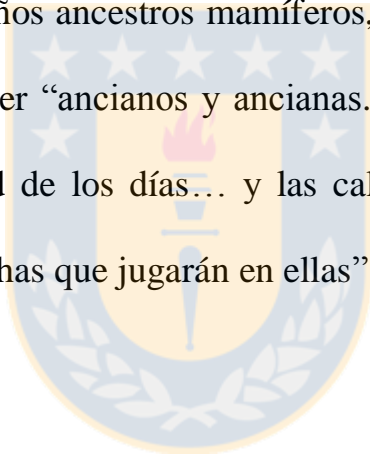 ños ancestros mamíferos,
er “ancianos y ancianas.
d de los días… y las cal
has que jugarán en ellas”